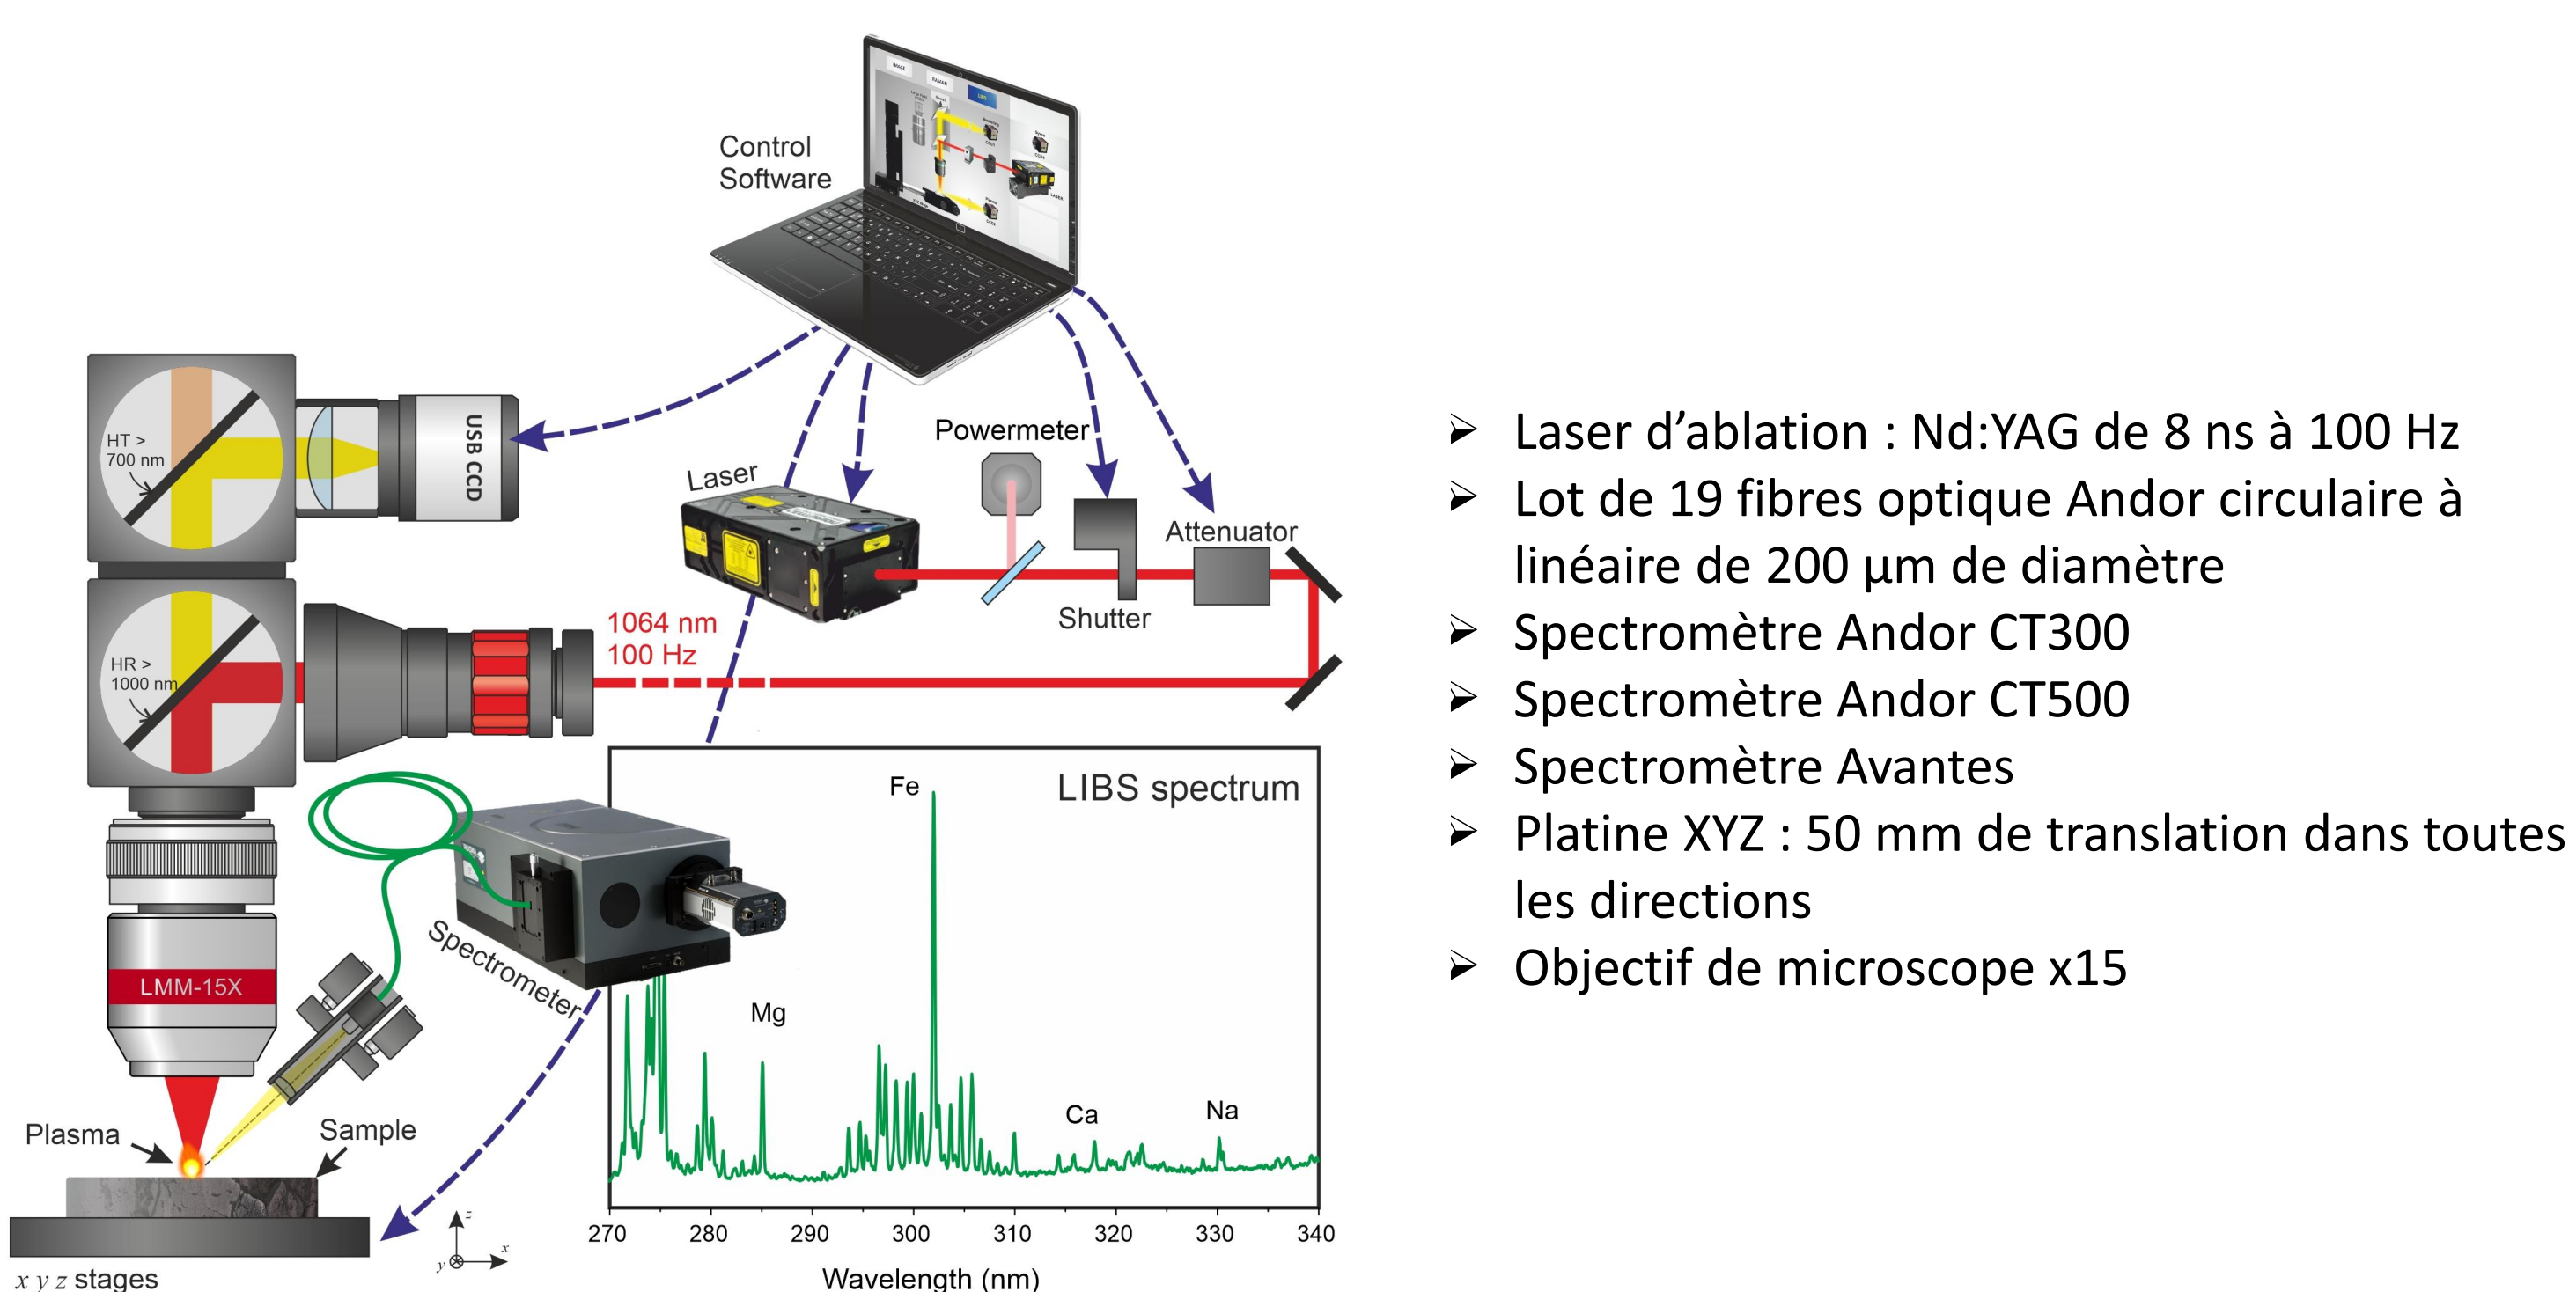 Control
Software
IMAGE
RAMAN
LIBS
LASER
HT >
700 nm
USB CCD
Powermeter
Laser
Attenuator
Shutter
HR >
1000 nm
1064 nm
100 Hz
LIBS spectrum
Fe
Mg
Ca
Na
Spectrometer
LMM-15X
Plasma
Sample
x y z stages
z
y
x
270 280 290 300 310 320 330 340
Wavelength (nm)
➢ Laser d’ablation : Nd:YAG de 8 ns à 100 Hz
➢ Lot de 19 fibres optique Andor circulaire à
linéaire de 200 µm de diamètre
➢ Spectromètre Andor CT300
➢ Spectromètre Andor CT500
➢ Spectromètre Avantes
➢ Platine XYZ : 50 mm de translation dans toutes
les directions
➢ Objectif de microscope x15